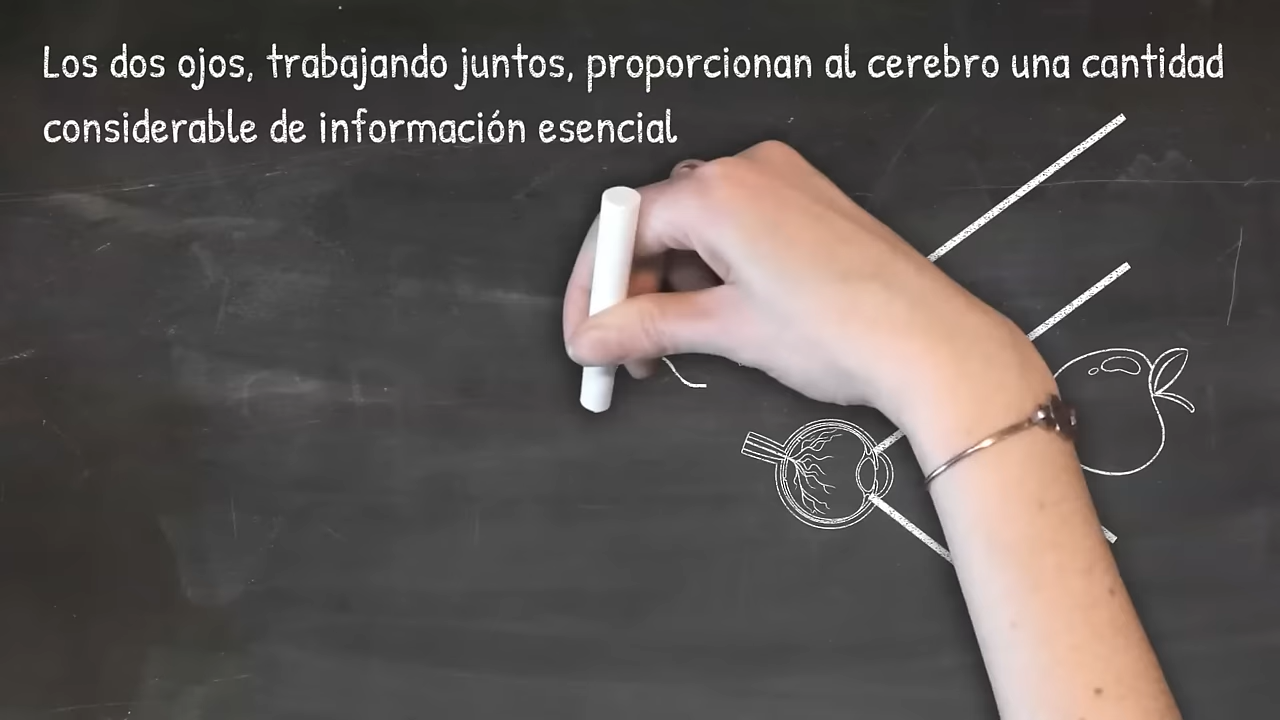 Los dos ojos, trabajando juntos, proporcionan al cerebro una cantidad
considerable de información esencial